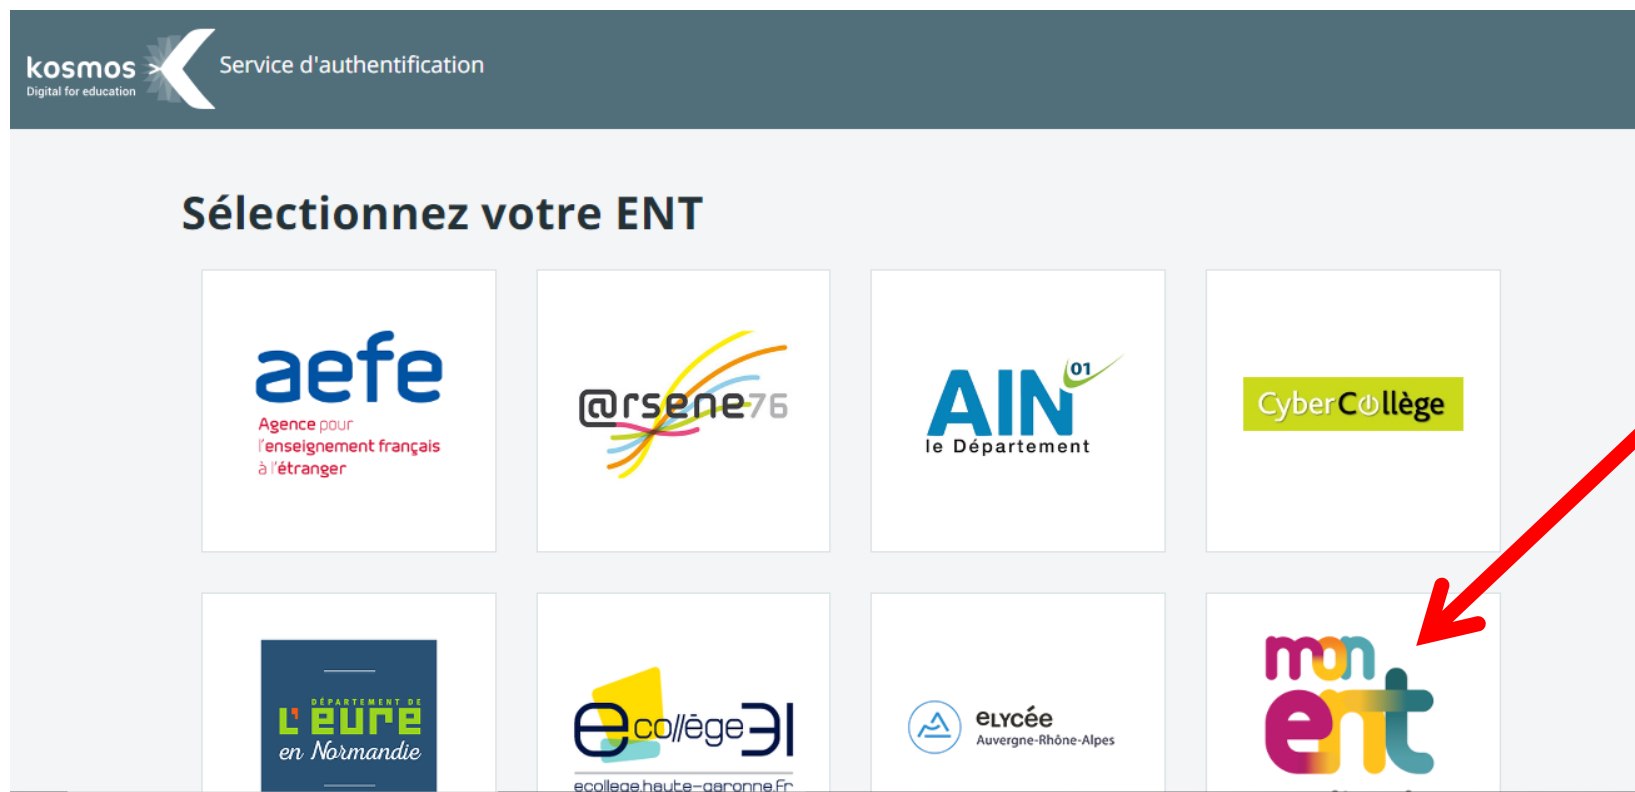 kosmos
Digital for education
Service d'authentification
Sélectionnez votre ENT
aefe
Agence pour
l'enseignement français
à l'étranger
@rsene76
AIN 01
le Département
CyberCollège
DÉPARTEMENT DE
L'EURE
en Normandie
ecollège31
ecollege.haute-garonne.fr
eLYcée
Auvergne-Rhône-Alpes
mon
ent